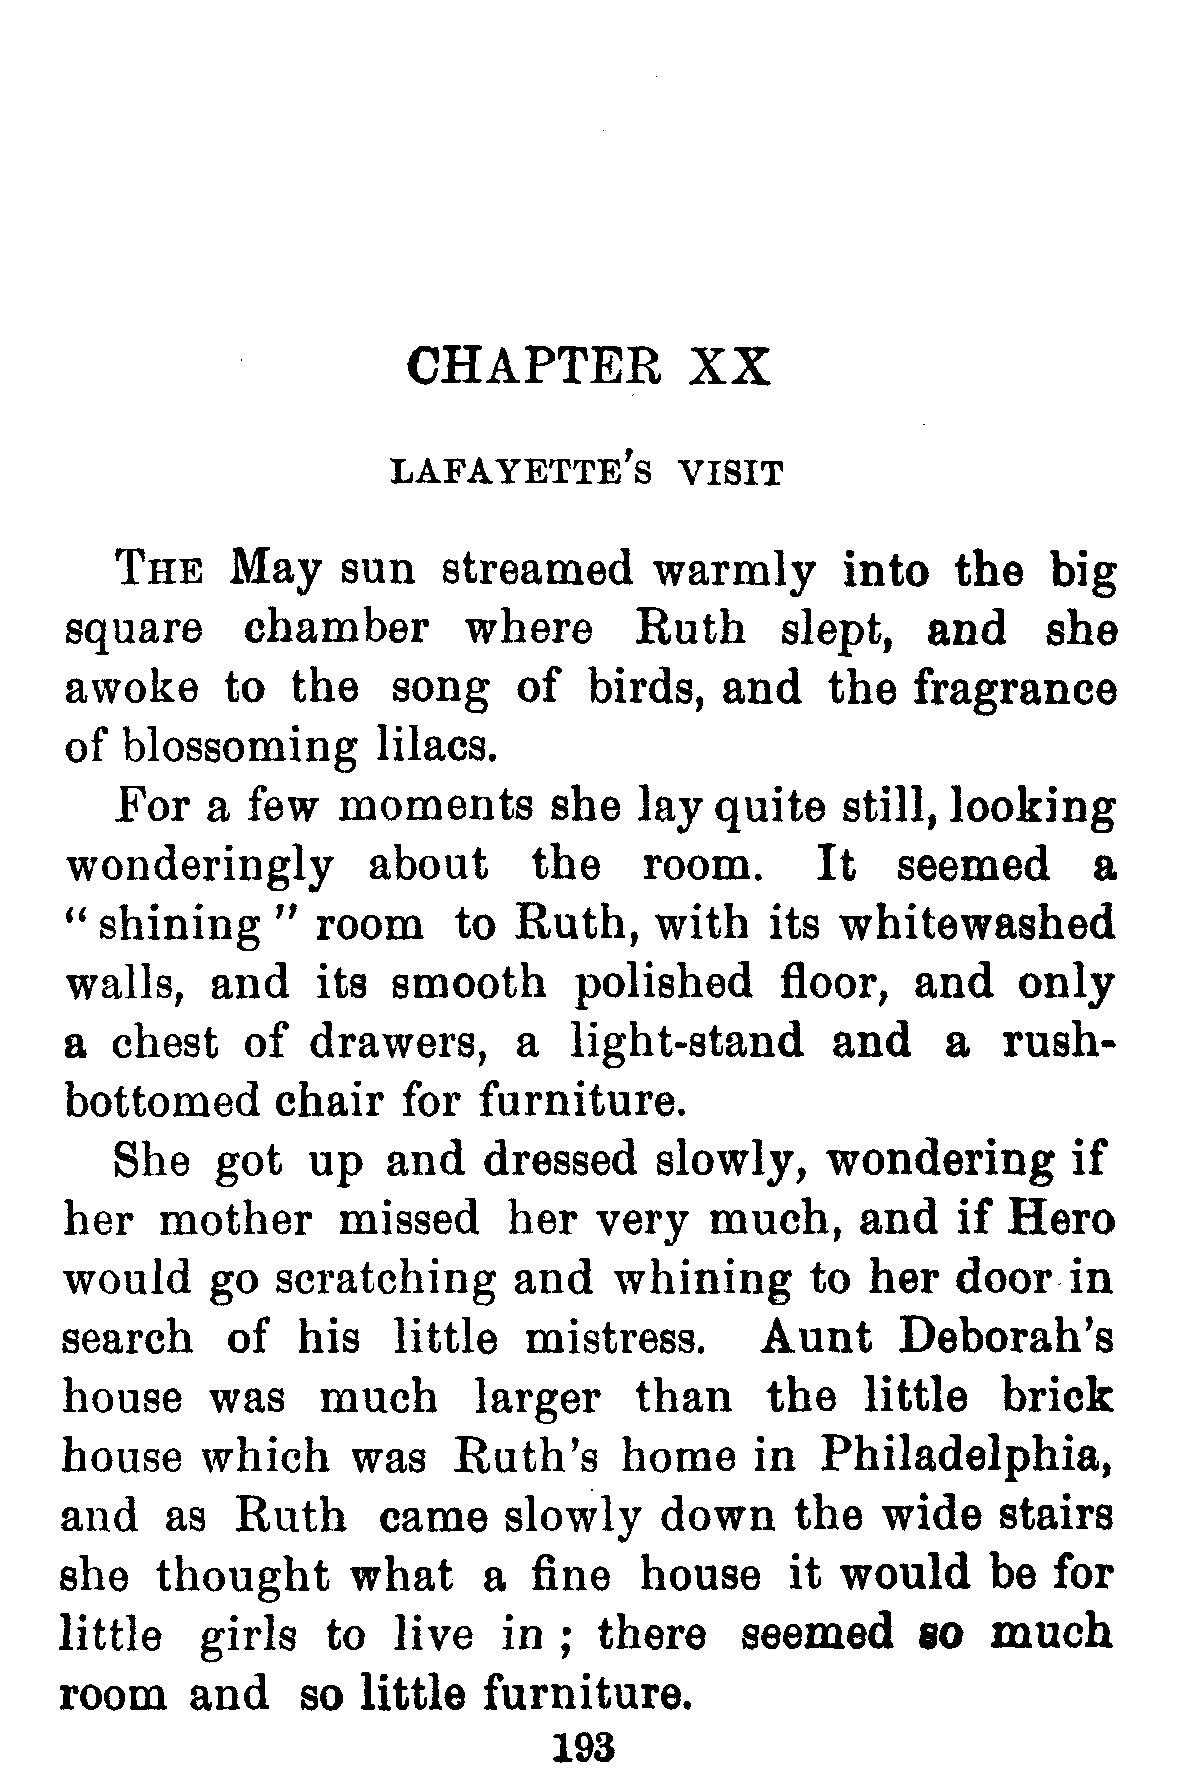 CHAPTER XX
LAFAYETTE'S VISIT
THE May sun streamed warmly into the big
square chamber where Ruth slept, and she
awoke to the song of birds, and the fragrance
of blossoming lilacs.
For a few moments she lay quite still, looking
wonderingly about the room. It seemed a
" shining " room to Ruth, with its whitewashed
walls, and its smooth polished floor, and only
a chest of drawers, a light-stand and a rush-
bottomed chair for furniture.
She got up and dressed slowly, wondering if
her mother missed her very much, and if Hero
would go scratching and whining to her door in
search of his little mistress. Aunt Deborah's
house was much larger than the little brick
house which was Ruth's home in Philadelphia,
and as Ruth came slowly down the wide stairs
she thought what a fine house it would be for
little girls to live in ; there seemed so much
room and so little furniture.
193